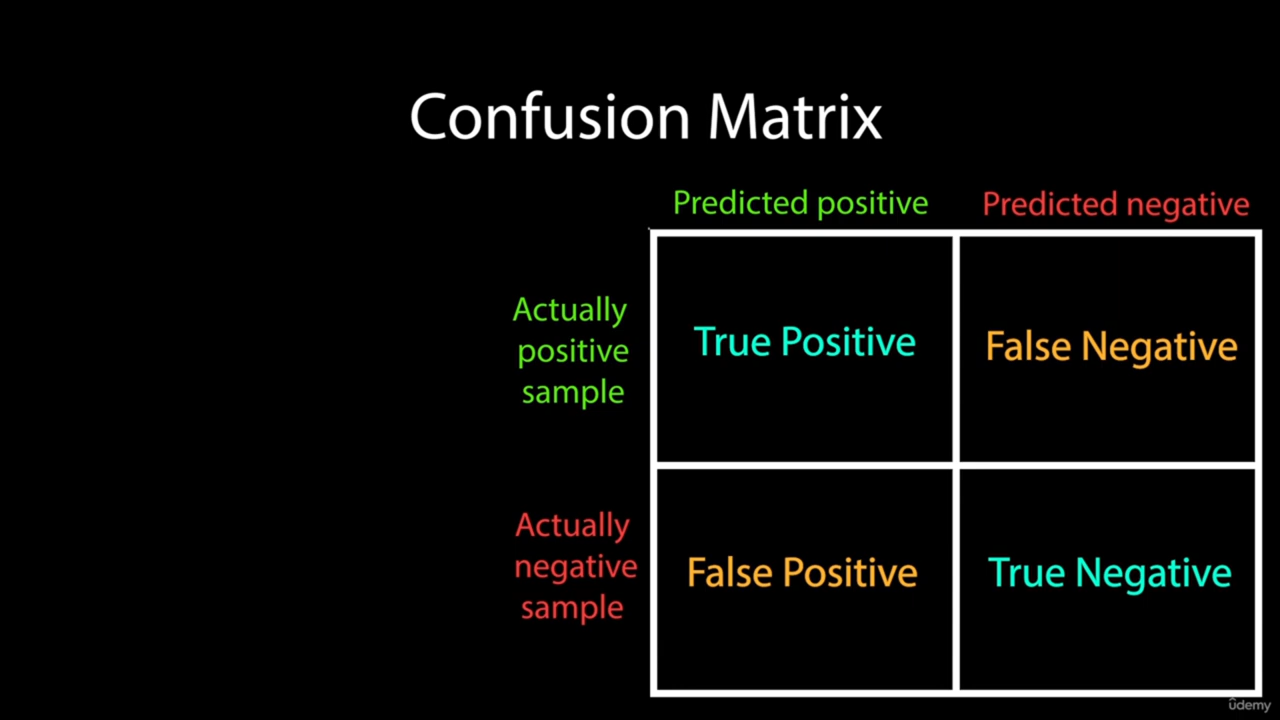 Confusion Matrix
Predicted positive
Predicted negative
Actually
positive
sample
True Positive
False Negative
Actually
negative
sample
False Positive
True Negative
ûdemy